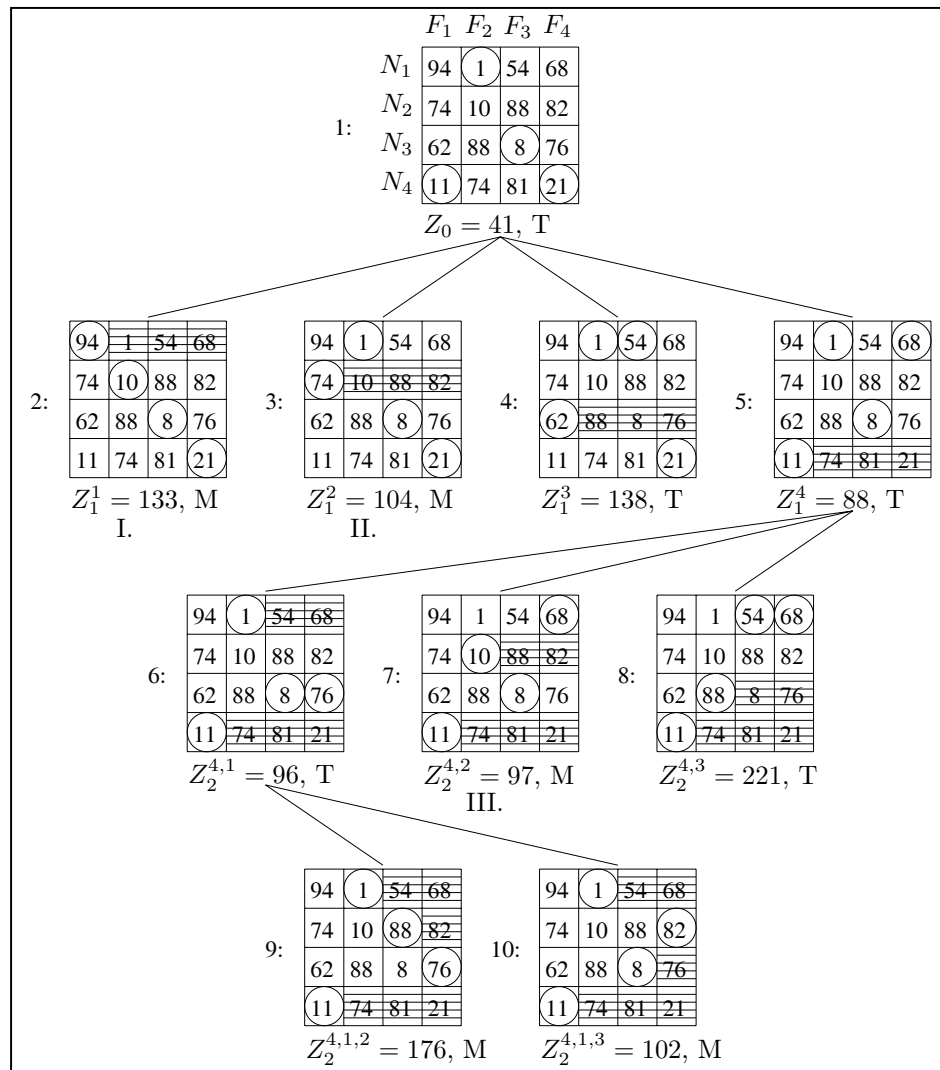 F₁ F₂ F₃ F₄
N₁ 94 1 54 68
N₂ 74 10 88 82
1:
N₃ 62 88 8 76
N₄ 11 74 81 21
Z₀ = 41, T
94 1 54 68
74 10 88 82
2:
62 88 8 76
11 74 81 21
Z₁¹ = 133, M
I.
94 1 54 68
74 10 88 82
3:
62 88 8 76
11 74 81 21
Z₁² = 104, M
II.
94 1 54 68
74 10 88 82
4:
62 88 8 76
11 74 81 21
Z₁³ = 138, T
94 1 54 68
74 10 88 82
5:
62 88 8 76
11 74 81 21
Z₁⁴ = 88, T
94 1 54 68
74 10 88 82
6:
62 88 8 76
11 74 81 21
Z₂^{4,1} = 96, T
94 1 54 68
74 10 88 82
7:
62 88 8 76
11 74 81 21
Z₂^{4,2} = 97, M
III.
94 1 54 68
74 10 88 82
8:
62 88 8 76
11 74 81 21
Z₂^{4,3} = 221, T
94 1 54 68
74 10 88 82
9:
62 88 8 76
11 74 81 21
Z₂^{4,1,2} = 176, M
94 1 54 68
74 10 88 82
10:
62 88 8 76
11 74 81 21
Z₂^{4,1,3} = 102, M